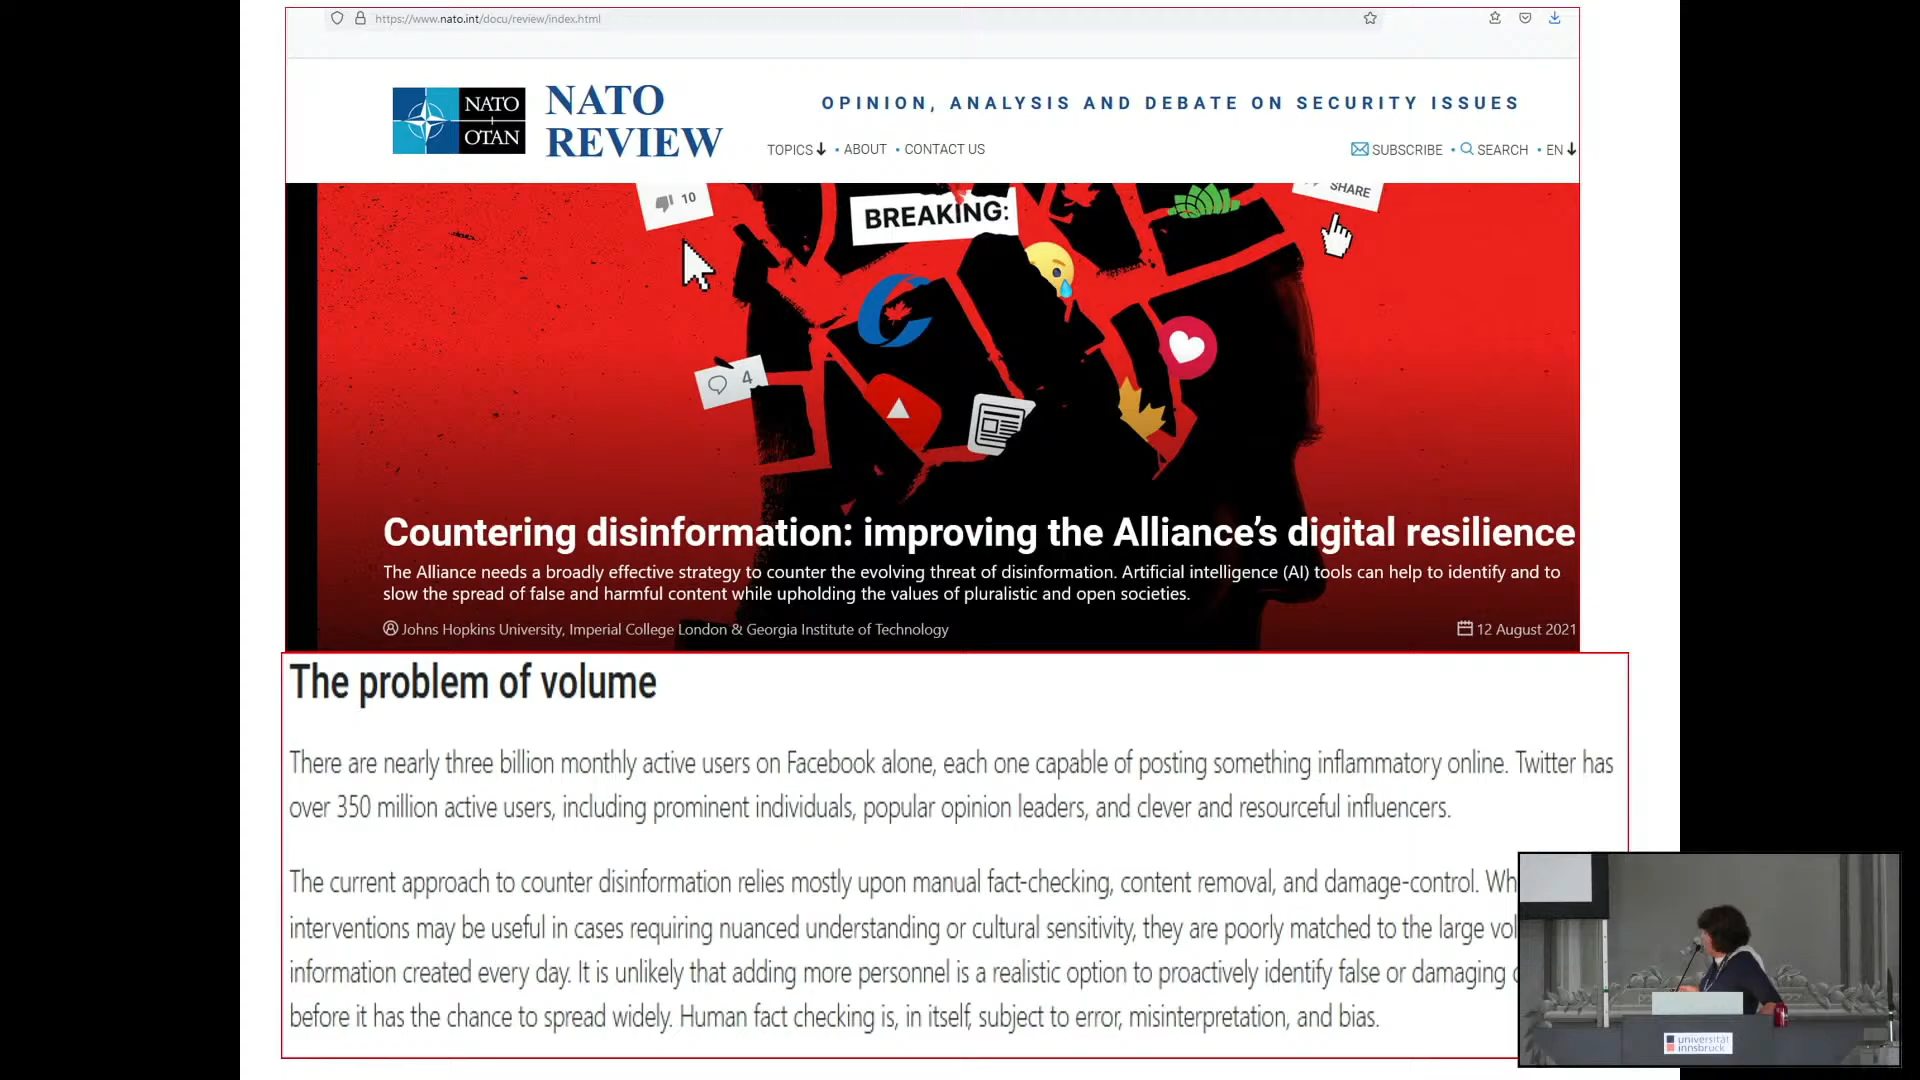 https://www.nato.int/docu/review/index.html
NATO
OTAN
NATO
REVIEW
OPINION, ANALYSIS AND DEBATE ON SECURITY ISSUES
TOPICS • ABOUT • CONTACT US
SUBSCRIBE • SEARCH • EN
10
BREAKING:
SHARE
4
Countering disinformation: improving the Alliance’s digital resilience
The Alliance needs a broadly effective strategy to counter the evolving threat of disinformation. Artificial intelligence (AI) tools can help to identify and to
slow the spread of false and harmful content while upholding the values of pluralistic and open societies.
Johns Hopkins University, Imperial College London & Georgia Institute of Technology
12 August 2021
The problem of volume
There are nearly three billion monthly active users on Facebook alone, each one capable of posting something inflammatory online. Twitter has
over 350 million active users, including prominent individuals, popular opinion leaders, and clever and resourceful influencers.
The current approach to counter disinformation relies mostly upon manual fact-checking, content removal, and damage-control. Wh
interventions may be useful in cases requiring nuanced understanding or cultural sensitivity, they are poorly matched to the large vol
information created every day. It is unlikely that adding more personnel is a realistic option to proactively identify false or damaging
before it has the chance to spread widely. Human fact checking is, in itself, subject to error, misinterpretation, and bias.
universität
innsbruck